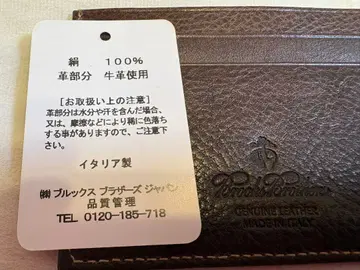 絹　100%
革部分　牛革使用
[お取扱い上の注意]
革部分は水分や汗を含んだ場合、
又は、摩擦などにより稀に色落ち
する事がありますので、ご注意下
さい。
イタリア製
㈱ブルックス ブラザーズ ジャパン
品質管理
TEL 0120-185-718
Brooks Brothers
GENUINE LEATHER
MADE IN ITALY